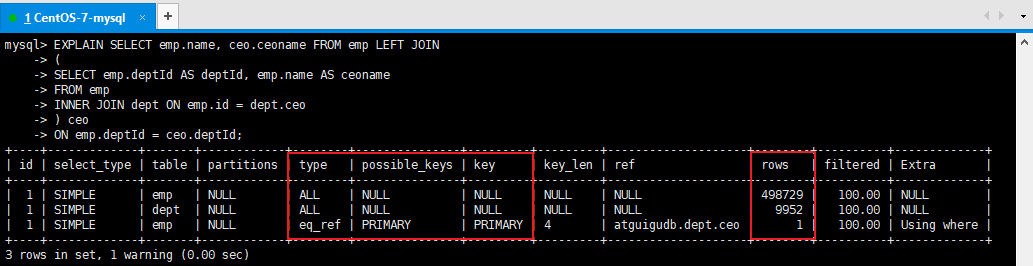 1 CentOS-7-mysql × +
mysql> EXPLAIN SELECT emp.name, ceo.ceoname FROM emp LEFT JOIN
    -> (
    -> SELECT emp.deptId AS deptId, emp.name AS ceoname
    -> FROM emp
    -> INNER JOIN dept ON emp.id = dept.ceo
    -> ) ceo
    -> ON emp.deptId = ceo.deptId;
+----+-------------+-------+------------+--------+---------------+---------+---------+--------------------+--------+----------+-------------+
| id | select_type | table | partitions | type   | possible_keys | key     | key_len | ref                | rows   | filtered | Extra       |
+----+-------------+-------+------------+--------+---------------+---------+---------+--------------------+--------+----------+-------------+
|  1 | SIMPLE      | emp   | NULL       | ALL    | NULL          | NULL    | NULL    | NULL               | 498729 |   100.00 | NULL        |
|  1 | SIMPLE      | dept  | NULL       | ALL    | NULL          | NULL    | NULL    | NULL               |   9952 |   100.00 | NULL        |
|  1 | SIMPLE      | emp   | NULL       | eq_ref | PRIMARY       | PRIMARY | 4       | atguigudb.dept.ceo |      1 |   100.00 | Using where |
+----+-------------+-------+------------+--------+---------------+---------+---------+--------------------+--------+----------+-------------+
3 rows in set, 1 warning (0.00 sec)